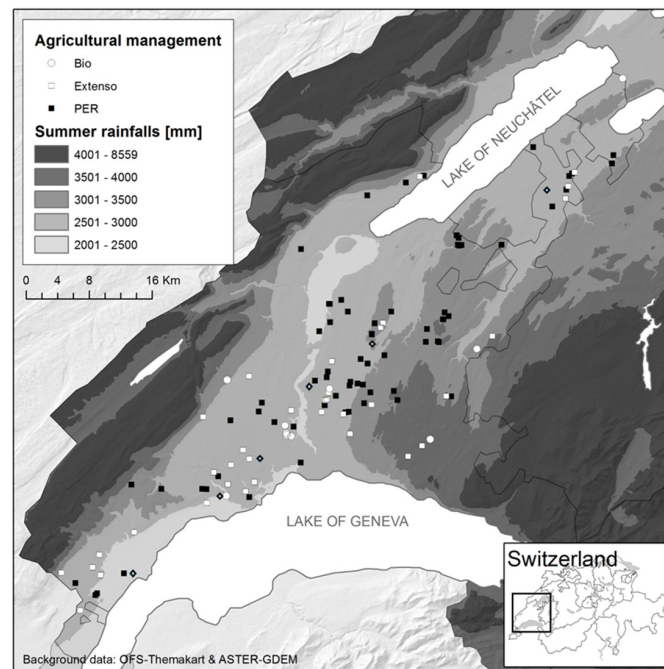 Agricultural management
Bio
Extenso
PER
Summer rainfalls [mm]
4001 - 8559
3501 - 4000
3001 - 3500
2501 - 3000
2001 - 2500
0 4 8 16 Km
LAKE OF NEUCHÂTEL
LAKE OF GENEVA
Switzerland
Background data: OFS-Themakart & ASTER-GDEM